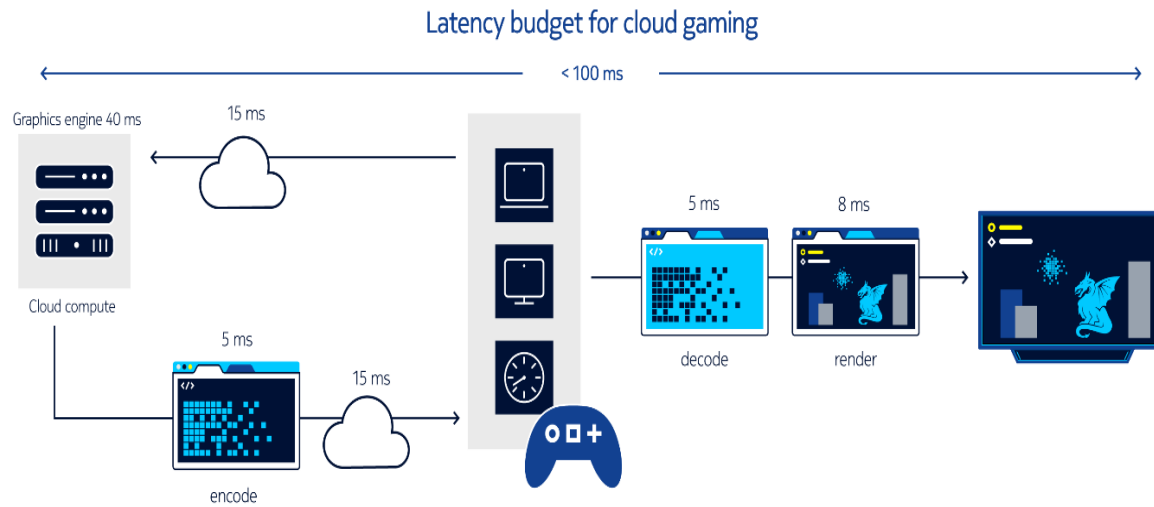 Latency budget for cloud gaming
< 100 ms
Graphics engine 40 ms
15 ms
Cloud compute
5 ms
encode
15 ms
5 ms
8 ms
</>
</>
decode
render